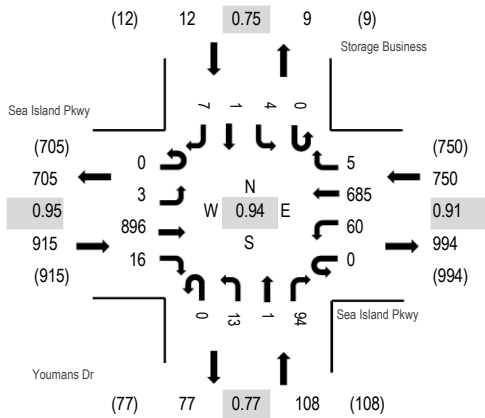 (12) 12 0.75 9 (9)
Storage Business
Sea Island Pkwy
7 1 4 0
(705) (750)
0 5
705 750
3 N 685
0.95 W 0.94 E 0.91
896 S 60
915 994
16 0
(915) (994)
0 13 1 94
Sea Island Pkwy
Youmans Dr
(77) 77 0.77 108 (108)